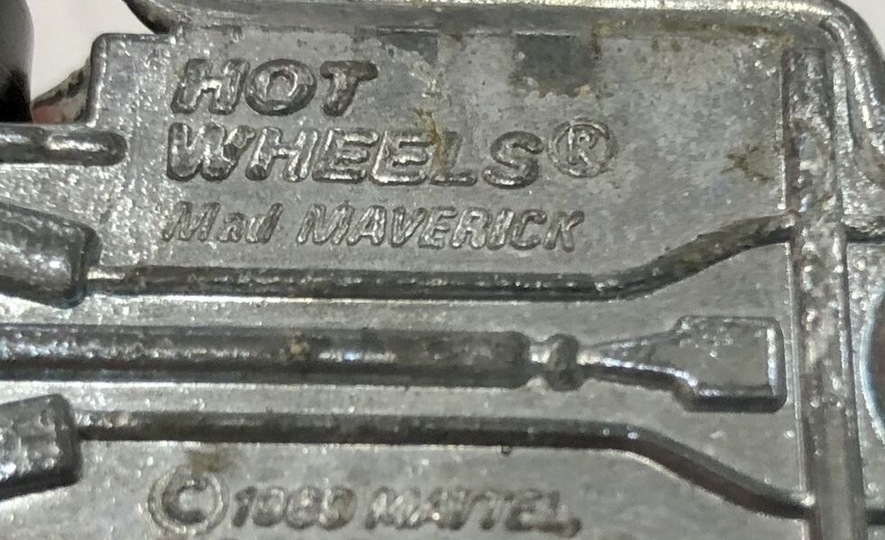 HOT
WHEELS®
Mad MAVERICK
© 1969 MATTEL,